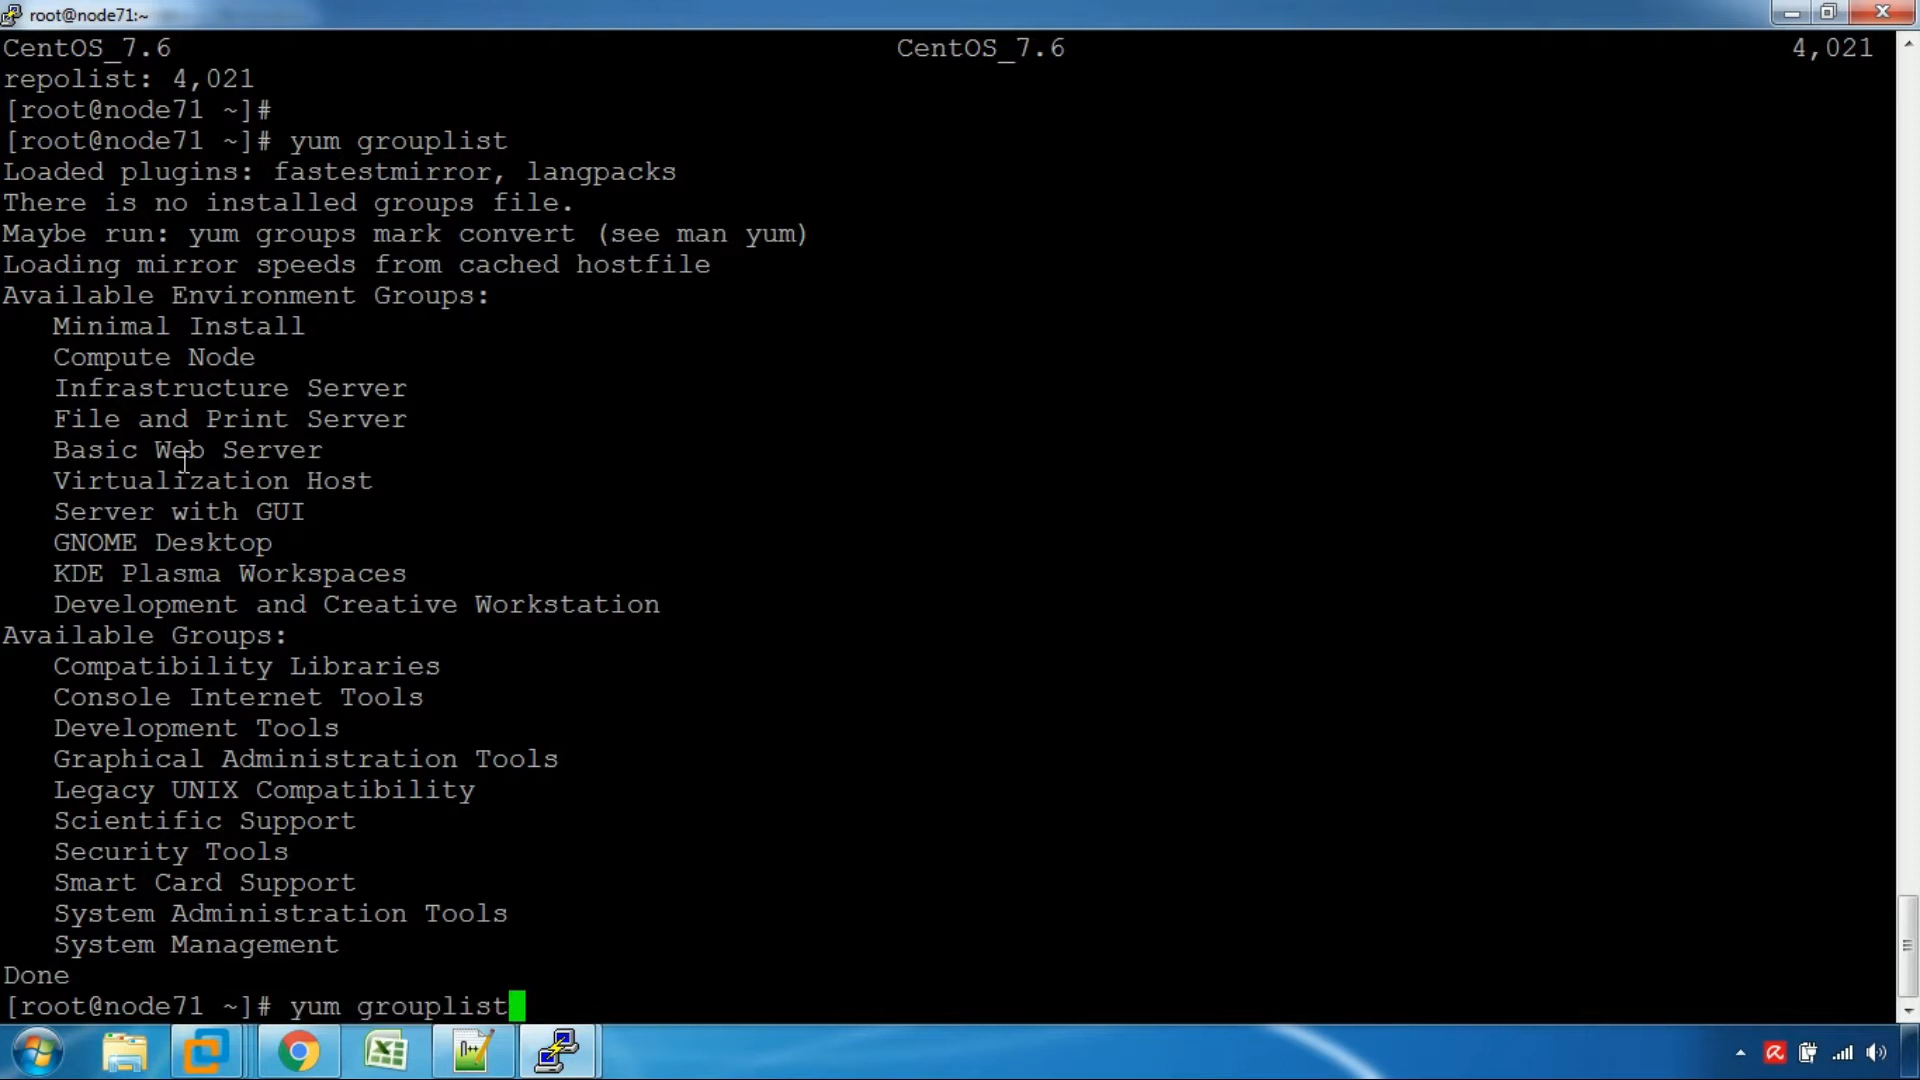 root@node71:~
CentOS_7.6 CentOS_7.6 4,021
repolist: 4,021
[root@node71 ~]#
[root@node71 ~]# yum grouplist
Loaded plugins: fastestmirror, langpacks
There is no installed groups file.
Maybe run: yum groups mark convert (see man yum)
Loading mirror speeds from cached hostfile
Available Environment Groups:
Minimal Install
Compute Node
Infrastructure Server
File and Print Server
Basic Web Server
Virtualization Host
Server with GUI
GNOME Desktop
KDE Plasma Workspaces
Development and Creative Workstation
Available Groups:
Compatibility Libraries
Console Internet Tools
Development Tools
Graphical Administration Tools
Legacy UNIX Compatibility
Scientific Support
Security Tools
Smart Card Support
System Administration Tools
System Management
Done
[root@node71 ~]# yum grouplist